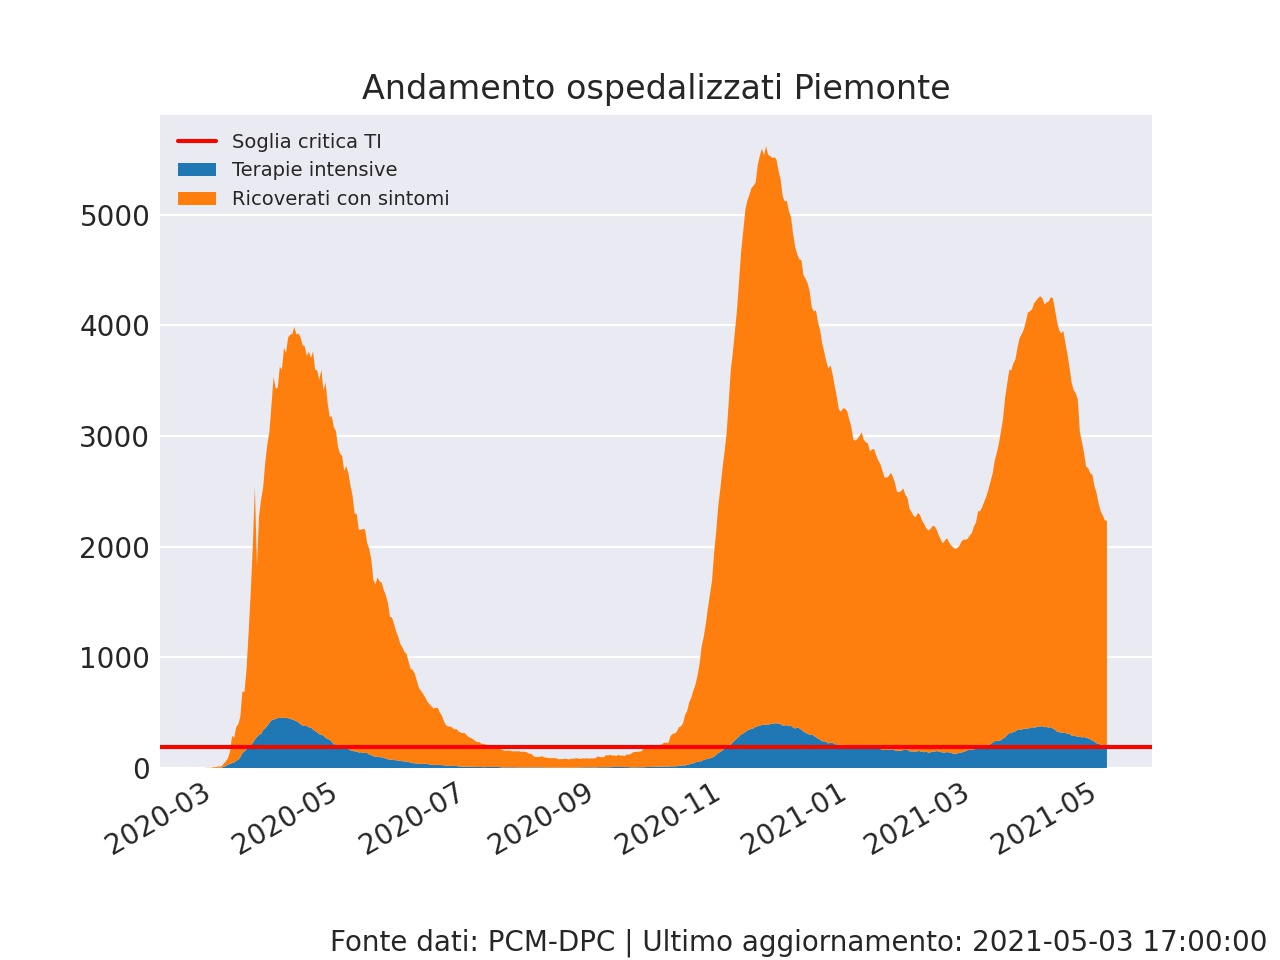 Andamento ospedalizzati Piemonte
Soglia critica TI
Terapie intensive
Ricoverati con sintomi
5000
4000
3000
2000
1000
0
2020-03
2020-05
2020-07
2020-09
2020-11
2021-01
2021-03
2021-05
Fonte dati: PCM-DPC | Ultimo aggiornamento: 2021-05-03 17:00:00